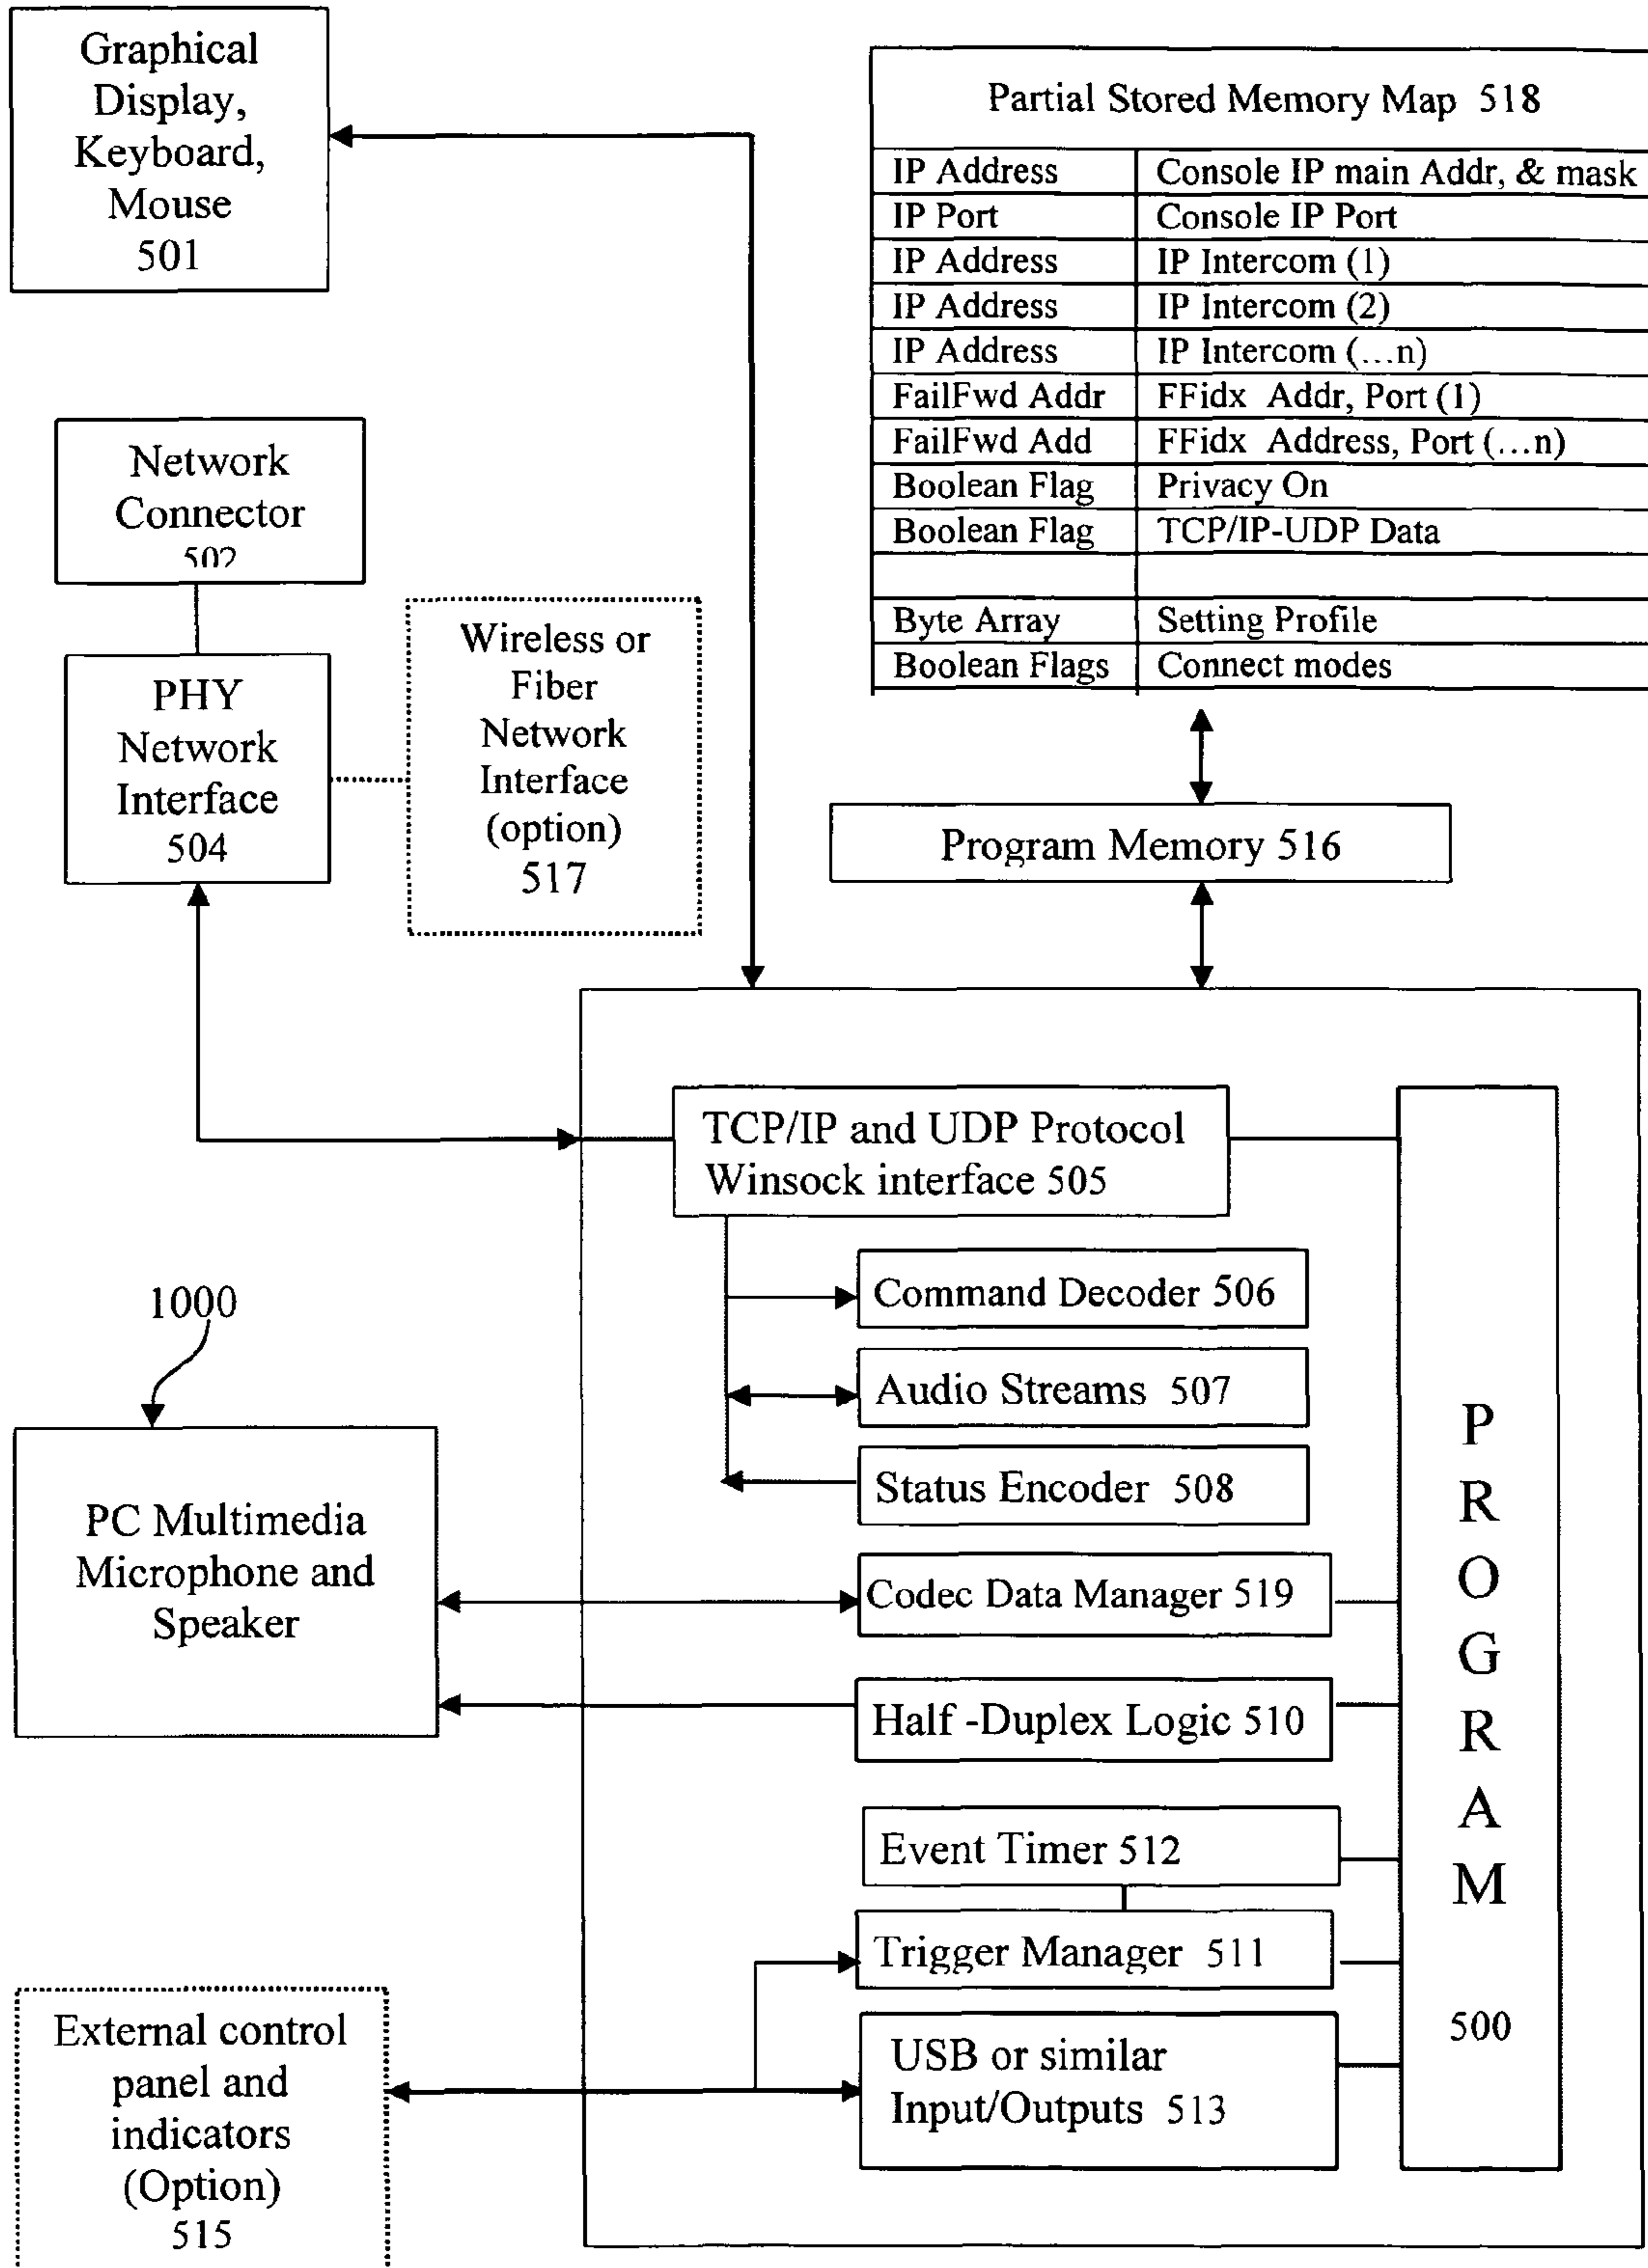 Graphical
Display,
Keyboard,
Mouse
501
Partial Stored Memory Map 518
IP Address Console IP main Addr, & mask
IP Port Console IP Port
IP Address IP Intercom (1)
IP Address IP Intercom (2)
IP Address IP Intercom (...n)
FailFwd Addr FFidx Addr, Port (1)
FailFwd Add FFidx Address, Port (...n)
Boolean Flag Privacy On
Boolean Flag TCP/IP-UDP Data
Byte Array Setting Profile
Boolean Flags Connect modes
Network
Connector
502
PHY
Network
Interface
504
Wireless or
Fiber
Network
Interface
(option)
517
Program Memory 516
TCP/IP and UDP Protocol
Winsock interface 505
Command Decoder 506
Audio Streams 507
Status Encoder 508
1000
PC Multimedia
Microphone and
Speaker
Codec Data Manager 519
Half -Duplex Logic 510
Event Timer 512
Trigger Manager 511
USB or similar
Input/Outputs 513
P
R
O
G
R
A
M
500
External control
panel and
indicators
(Option)
515